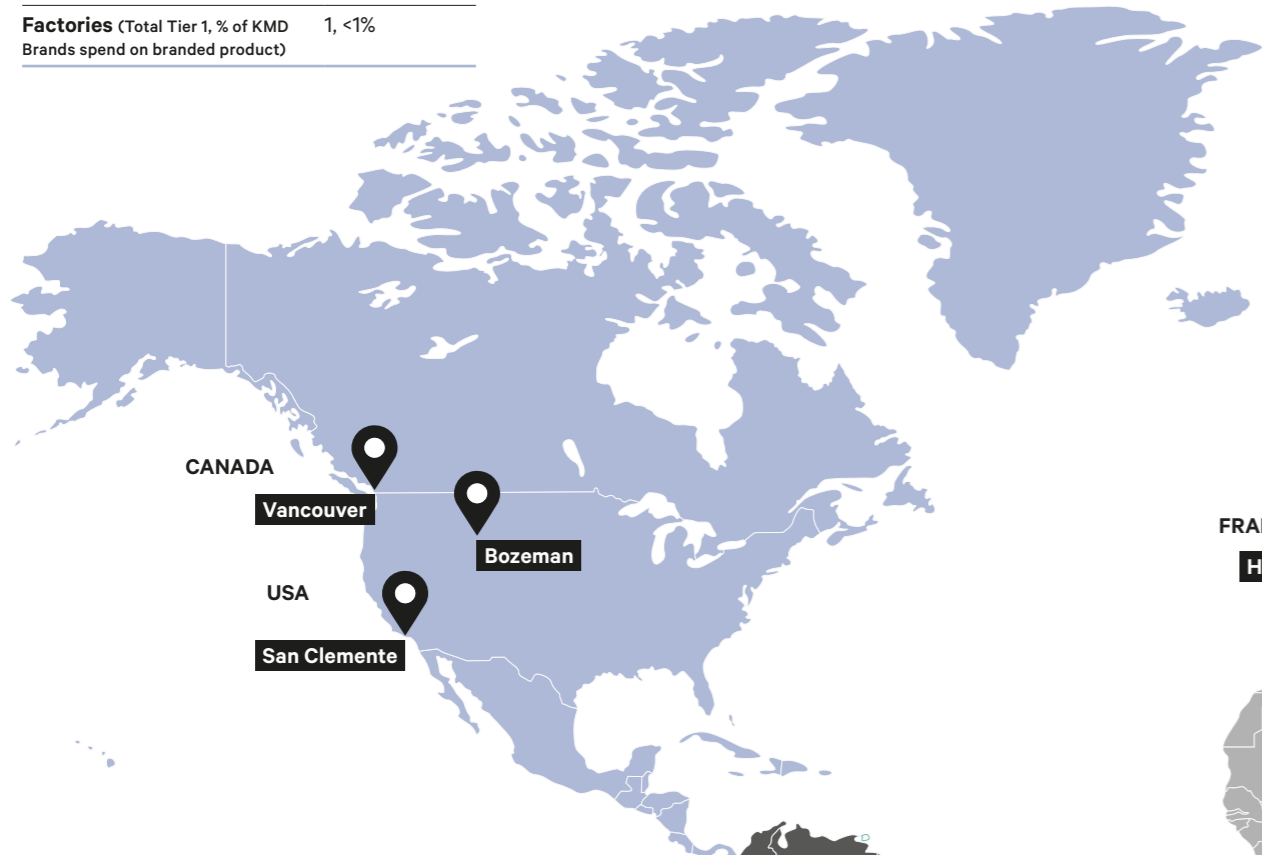 Factories (Total Tier 1, % of KMD 1, <1%
Brands spend on branded product)
CANADA
Vancouver
Bozeman
USA
San Clemente
FRA
H